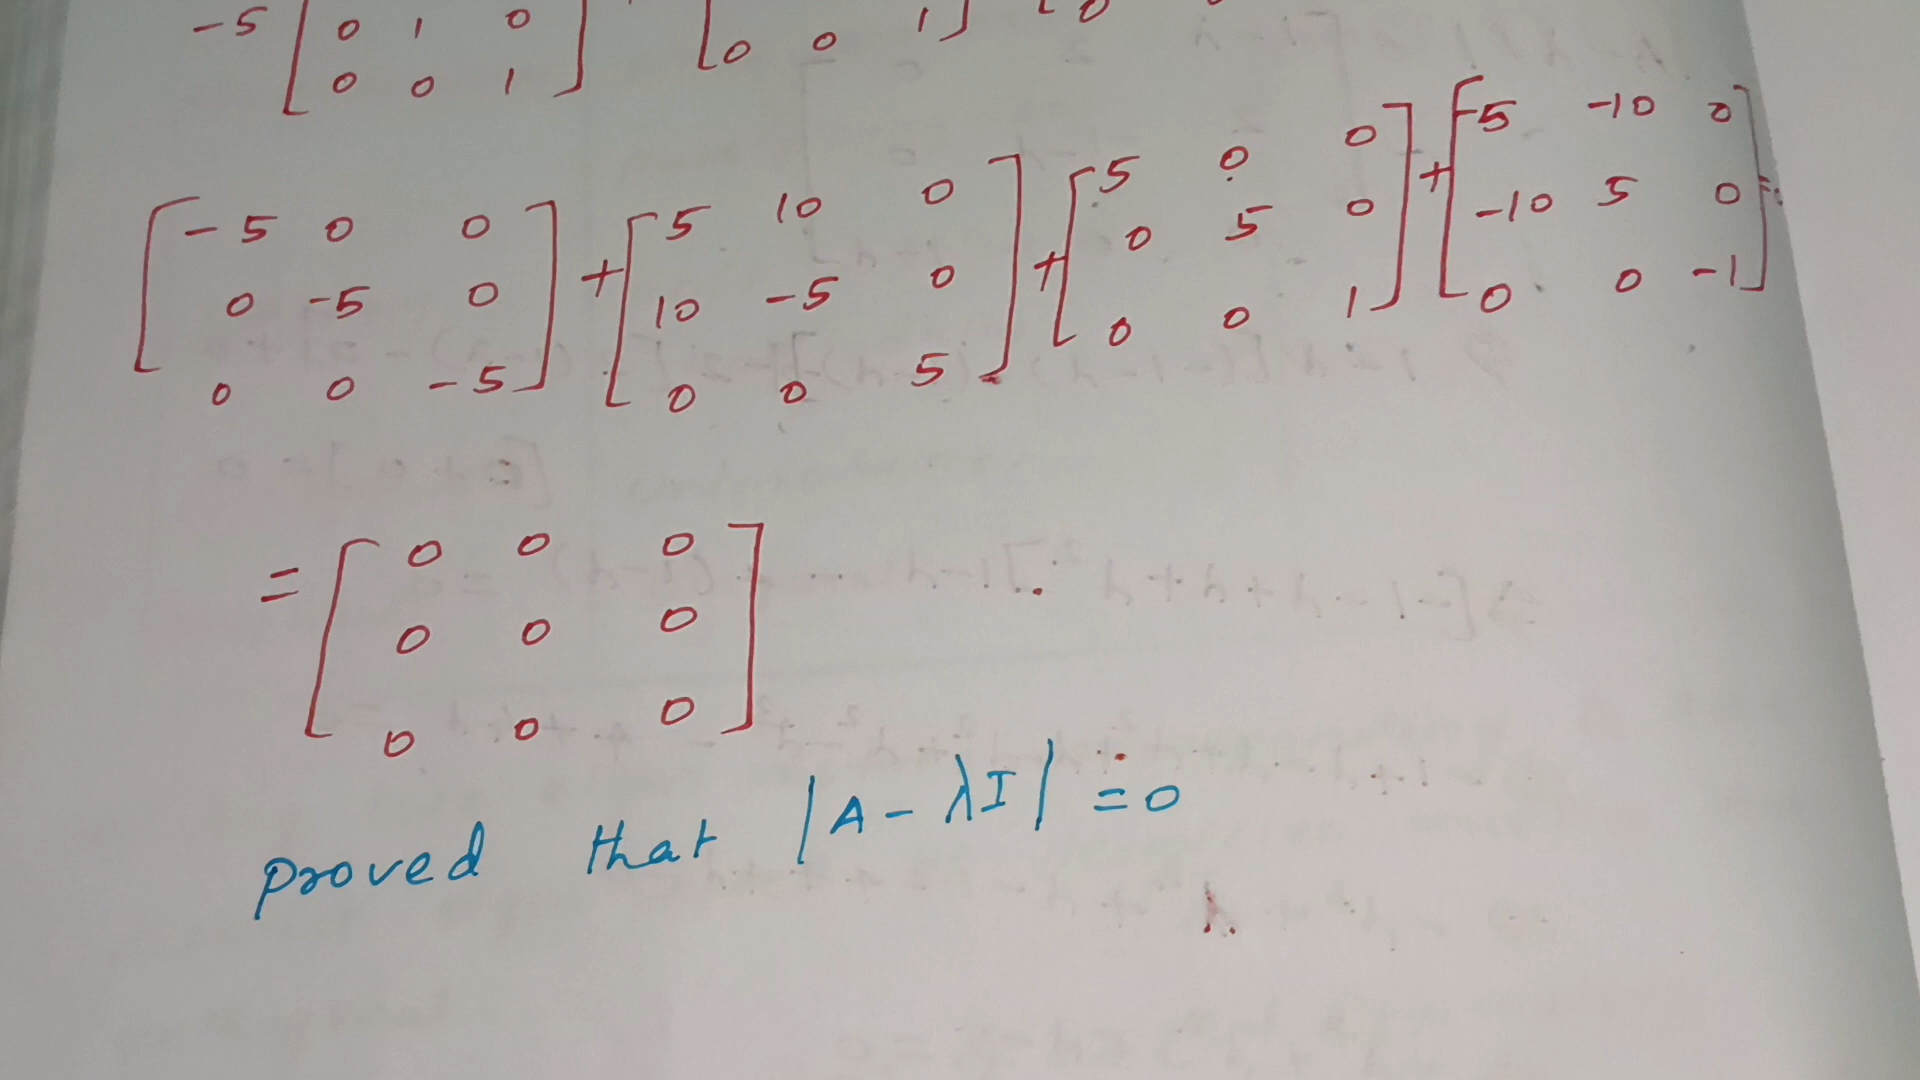 -5 [ 0 1 0 ] [ 0 0 1 ] 0
0 0 1
[ -5 0 0 ] + [ 5 10 0 ] + [ 5 0 0 ] + [ -5 -10 0 ] =
0 -5 0 10 -5 0 0 5 0 -10 5 0
0 0 -5 0 0 5 0 0 1 0 0 -1
= [ 0 0 0 ]
0 0 0
0 0 0
proved that |A - λI| = 0